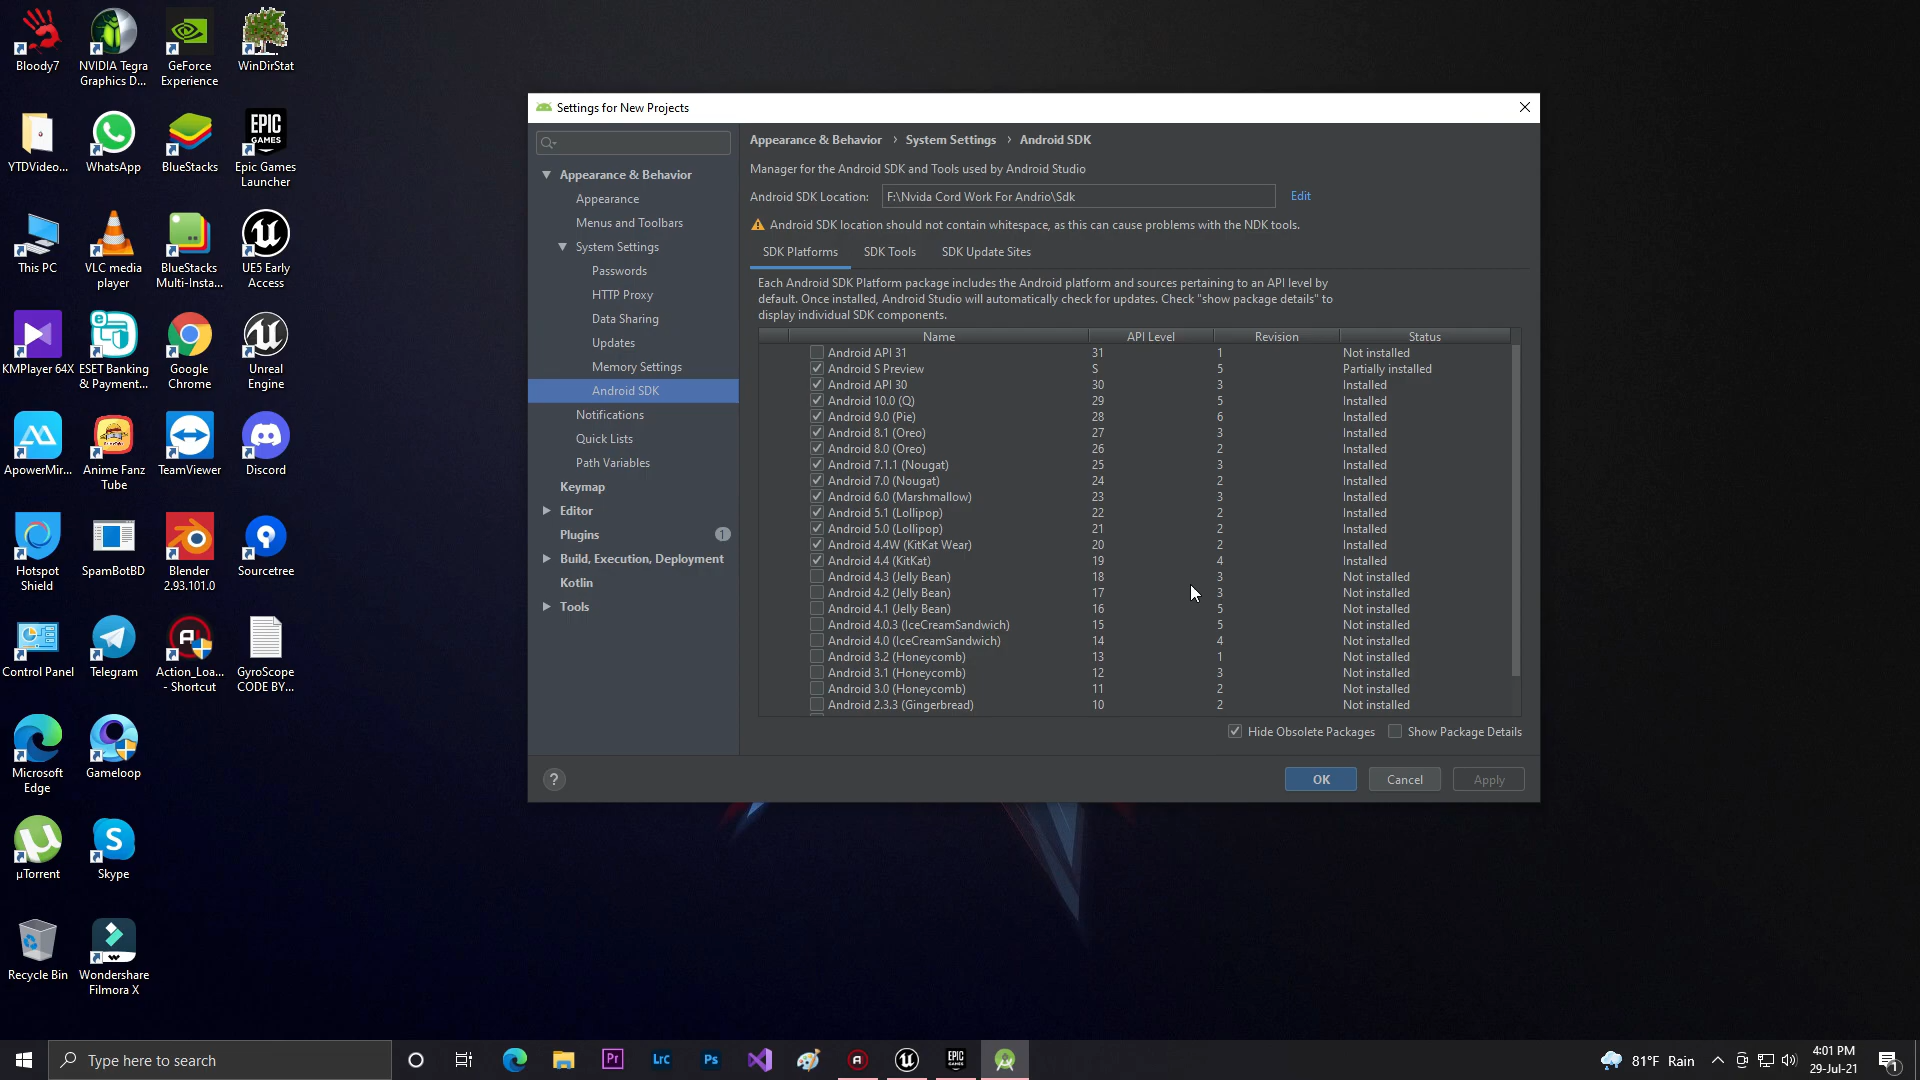 Bloody7
NVIDIA Tegra
Graphics D...
GeForce
Experience
WinDirStat
YTDVideo...
WhatsApp
BlueStacks
EPIC
GAMES
Epic Games
Launcher
This PC
VLC media
player
BlueStacks
Multi-Insta...
UE5 Early
Access
KMPlayer 64X
ESET Banking
& Payment...
Google
Chrome
Unreal
Engine
ApowerMir...
Anime Fanz
Tube
TeamViewer
Discord
Hotspot
Shield
SpamBotBD
Blender
2.93.101.0
Sourcetree
Control Panel
Telegram
Action_Loa...
- Shortcut
GyroScope
CODE BY...
Microsoft
Edge
Gameloop
µTorrent
Skype
Recycle Bin
Wondershare
Filmora X
Settings for New Projects
Appearance & Behavior
Appearance
Menus and Toolbars
System Settings
Passwords
HTTP Proxy
Data Sharing
Updates
Memory Settings
Android SDK
Notifications
Quick Lists
Path Variables
Keymap
Editor
Plugins 1
Build, Execution, Deployment
Kotlin
Tools
Appearance & Behavior › System Settings › Android SDK
Manager for the Android SDK and Tools used by Android Studio
Android SDK Location: F:\Nvida Cord Work For Andrio\Sdk Edit
Android SDK location should not contain whitespace, as this can cause problems with the NDK tools.
SDK Platforms SDK Tools SDK Update Sites
Each Android SDK Platform package includes the Android platform and sources pertaining to an API level by
default. Once installed, Android Studio will automatically check for updates. Check "show package details" to
display individual SDK components.
Name API Level Revision Status
Android API 31 31 1 Not installed
Android S Preview S 5 Partially installed
Android API 30 30 3 Installed
Android 10.0 (Q) 29 5 Installed
Android 9.0 (Pie) 28 6 Installed
Android 8.1 (Oreo) 27 3 Installed
Android 8.0 (Oreo) 26 2 Installed
Android 7.1.1 (Nougat) 25 3 Installed
Android 7.0 (Nougat) 24 2 Installed
Android 6.0 (Marshmallow) 23 3 Installed
Android 5.1 (Lollipop) 22 2 Installed
Android 5.0 (Lollipop) 21 2 Installed
Android 4.4W (KitKat Wear) 20 2 Installed
Android 4.4 (KitKat) 19 4 Installed
Android 4.3 (Jelly Bean) 18 3 Not installed
Android 4.2 (Jelly Bean) 17 3 Not installed
Android 4.1 (Jelly Bean) 16 5 Not installed
Android 4.0.3 (IceCreamSandwich) 15 5 Not installed
Android 4.0 (IceCreamSandwich) 14 4 Not installed
Android 3.2 (Honeycomb) 13 1 Not installed
Android 3.1 (Honeycomb) 12 3 Not installed
Android 3.0 (Honeycomb) 11 2 Not installed
Android 2.3.3 (Gingerbread) 10 2 Not installed
Hide Obsolete Packages Show Package Details
? OK Cancel Apply
Type here to search
Pr
Lrc
Ps
EPIC
GAMES
81°F Rain
4:01 PM
29-Jul-21
1